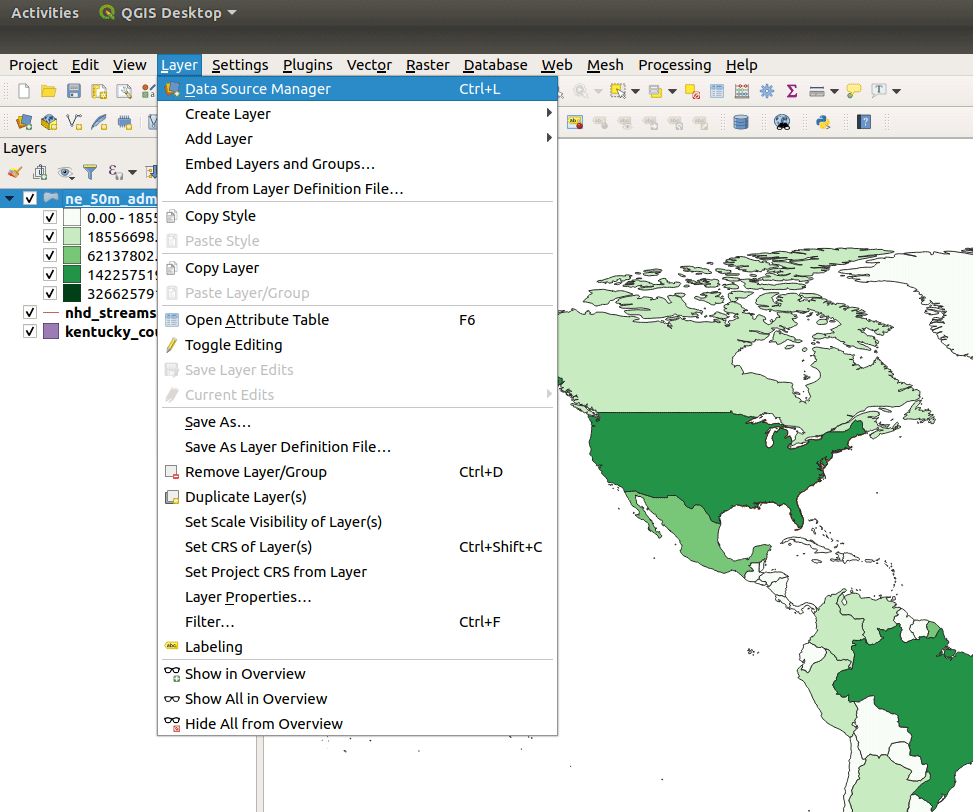 Activities QGIS Desktop
Project Edit View Layer Settings Plugins Vector Raster Database Web Mesh Processing Help
Layers
ne_50m_adm
0.00 - 1855
18556698.
62137802.
142257519
326625791
nhd_streams
kentucky_cou
Data Source Manager Ctrl+L
Create Layer
Add Layer
Embed Layers and Groups...
Add from Layer Definition File...
Copy Style
Paste Style
Copy Layer
Paste Layer/Group
Open Attribute Table F6
Toggle Editing
Save Layer Edits
Current Edits
Save As...
Save As Layer Definition File...
Remove Layer/Group Ctrl+D
Duplicate Layer(s)
Set Scale Visibility of Layer(s)
Set CRS of Layer(s) Ctrl+Shift+C
Set Project CRS from Layer
Layer Properties...
Filter... Ctrl+F
abc Labeling
Show in Overview
Show All in Overview
Hide All from Overview